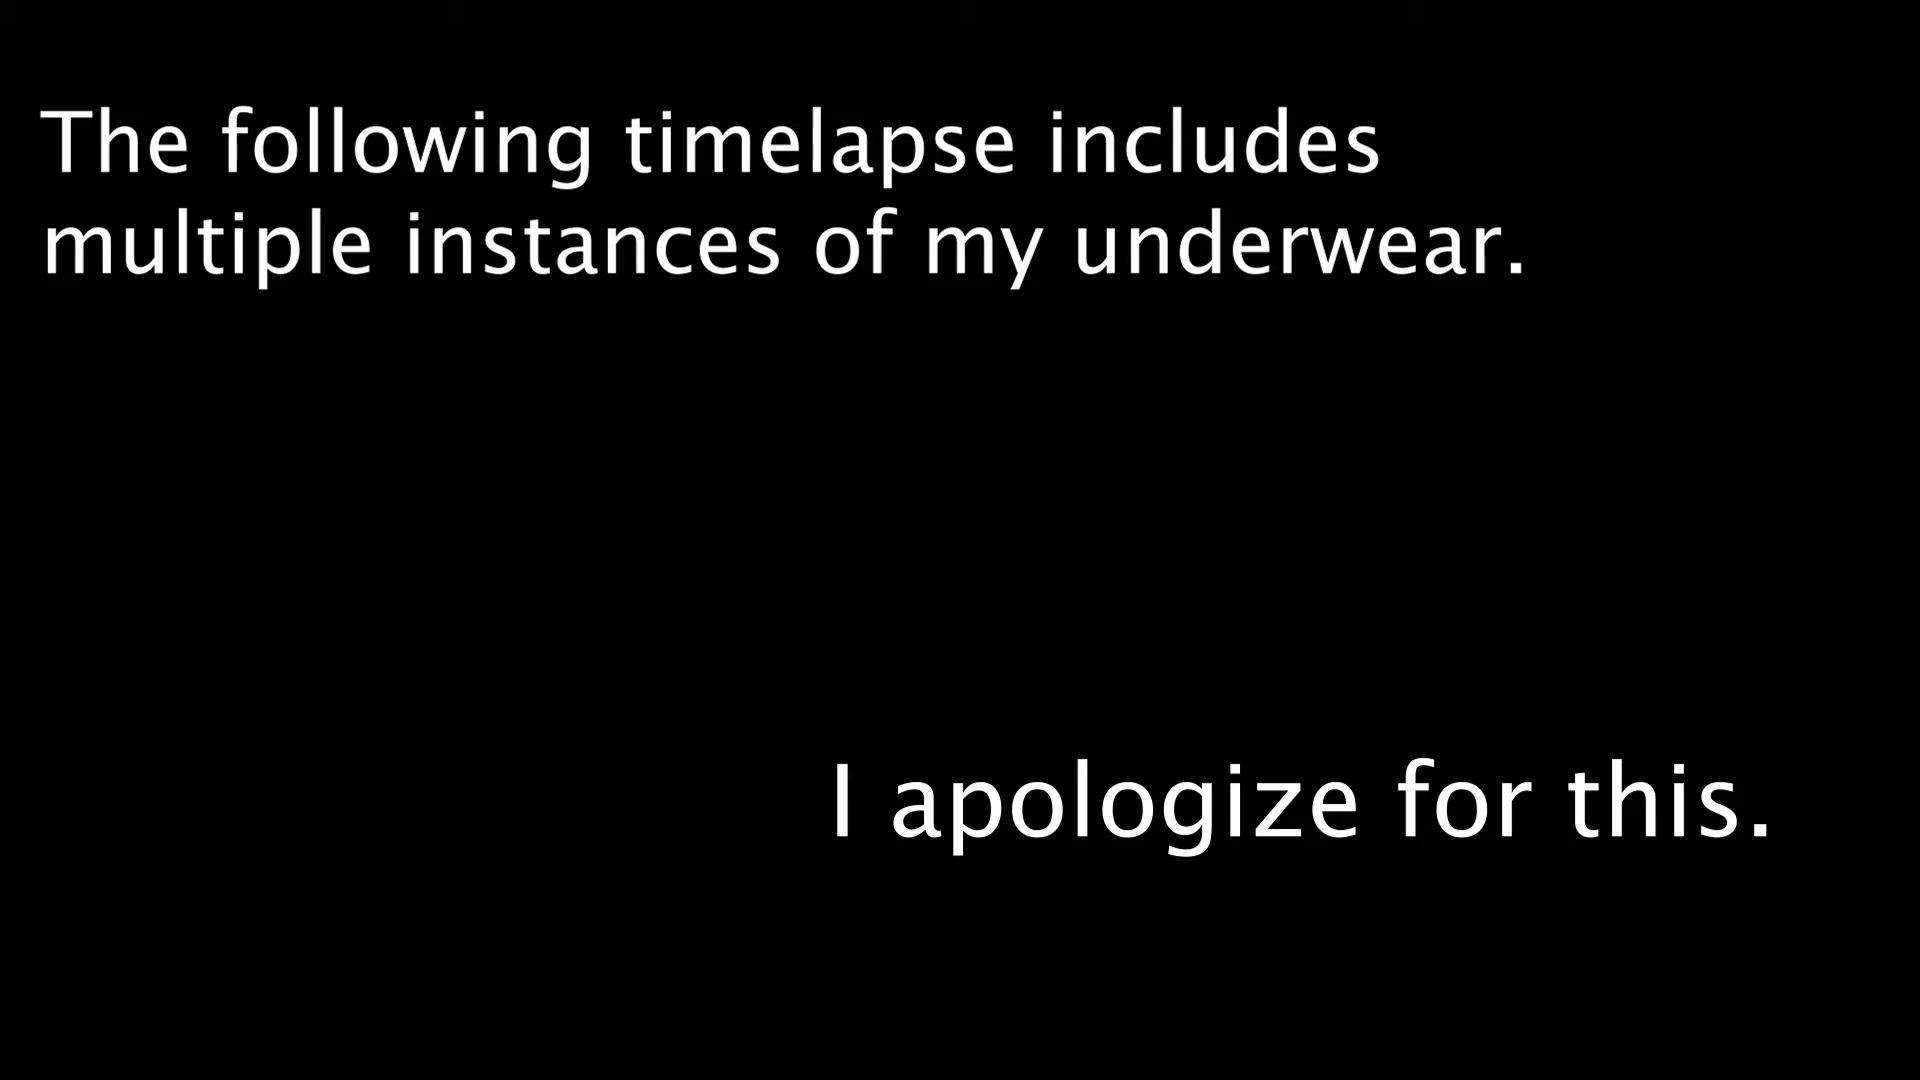 The following timelapse includes
multiple instances of my underwear.
I apologize for this.